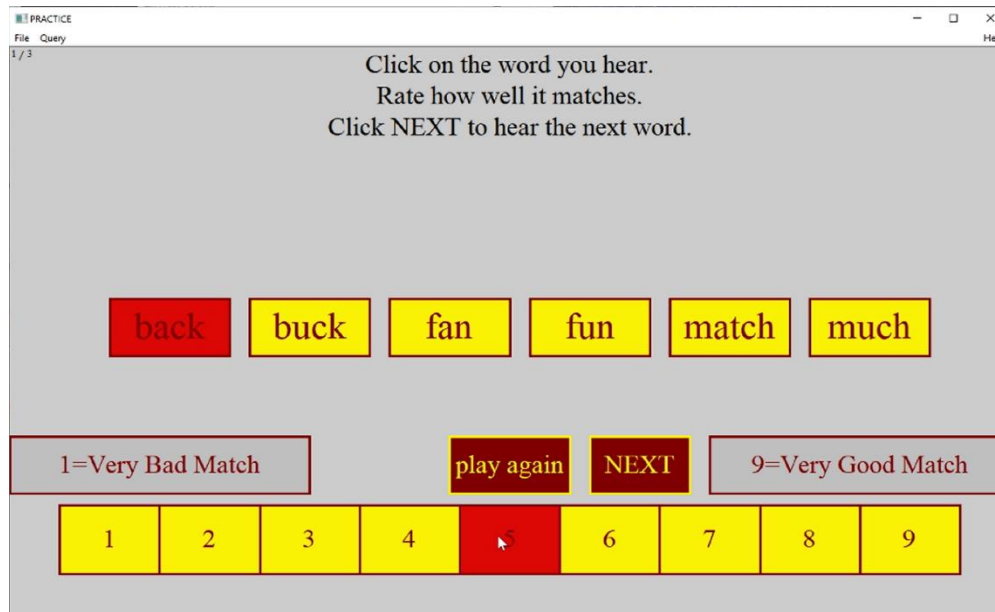 PRACTICE
File Query He
1 / 3
Click on the word you hear.
Rate how well it matches.
Click NEXT to hear the next word.
back buck fan fun match much
1=Very Bad Match play again NEXT 9=Very Good Match
1 2 3 4 5 6 7 8 9